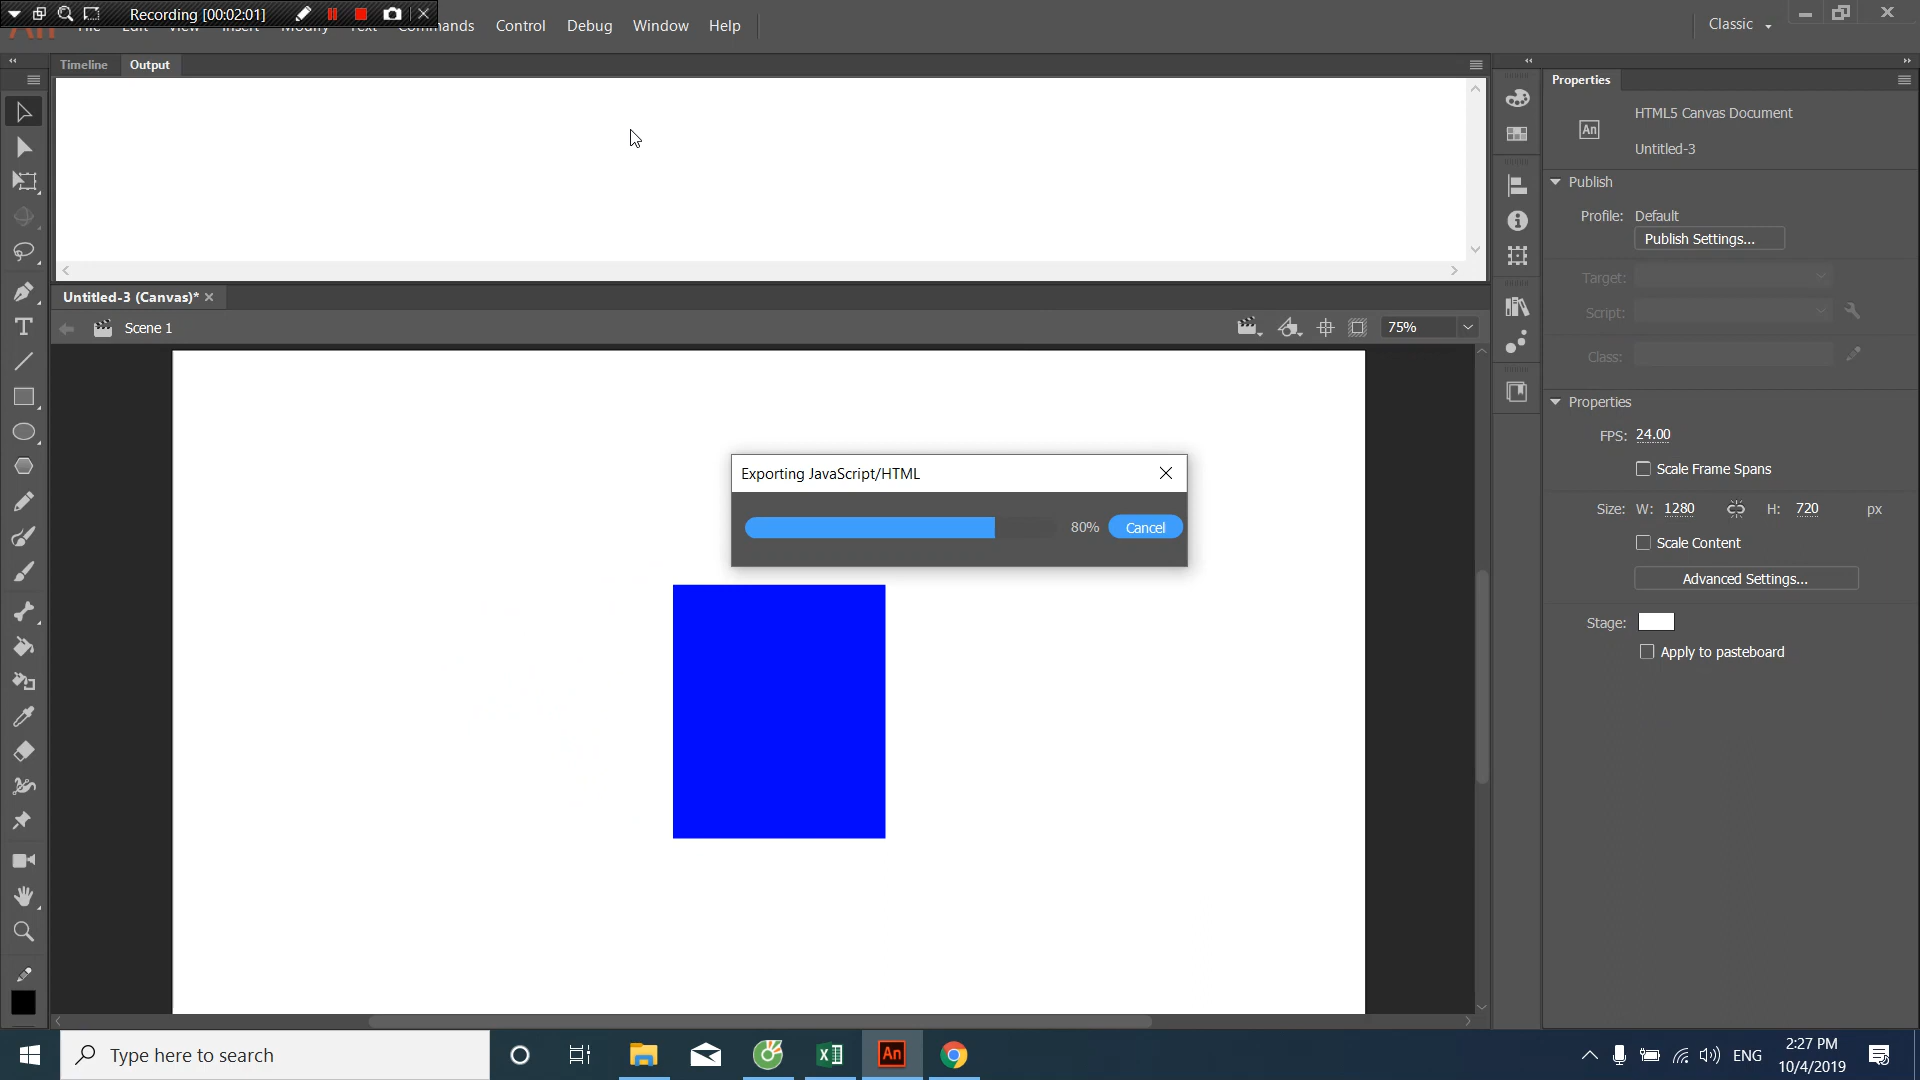 Recording [00:02:01]
File Edit View Insert Modify Text Commands Control Debug Window Help
Classic
Timeline Output
Properties
HTML5 Canvas Document
An
Untitled-3
Publish
Profile: Default
Publish Settings...
Target:
Script:
Class:
Untitled-3 (Canvas)*
Scene 1
75%
Properties
FPS: 24.00
Scale Frame Spans
Size: W: 1280 H: 720 px
Scale Content
Advanced Settings...
Stage:
Apply to pasteboard
Exporting JavaScript/HTML
80% Cancel
Type here to search
An
ENG
2:27 PM
10/4/2019